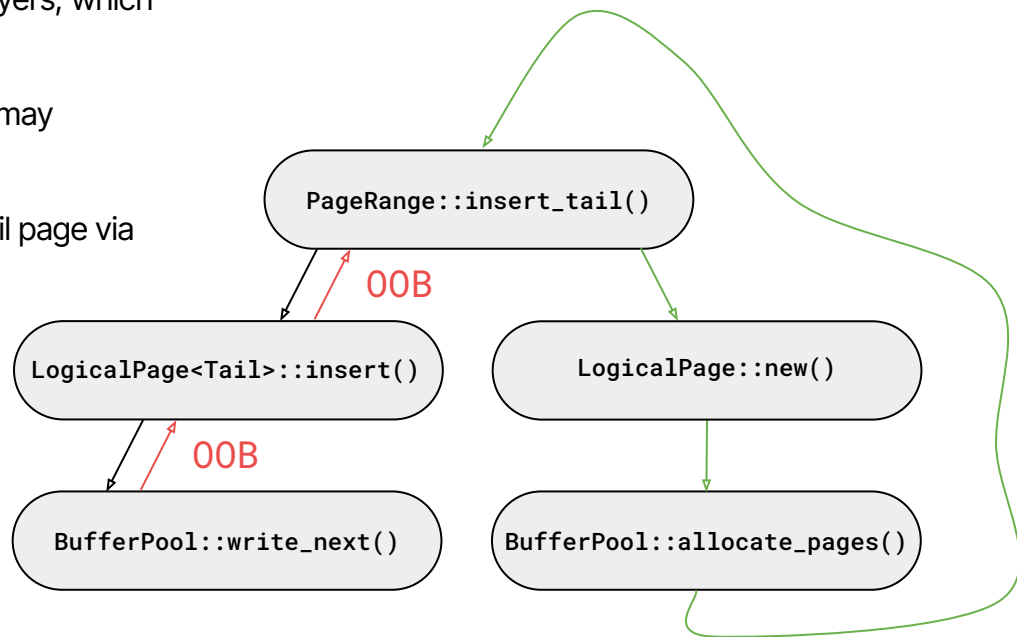 yers, which
may
il page via
PageRange::insert_tail()
OOB
LogicalPage<Tail>::insert()
LogicalPage::new()
OOB
BufferPool::write_next()
BufferPool::allocate_pages()